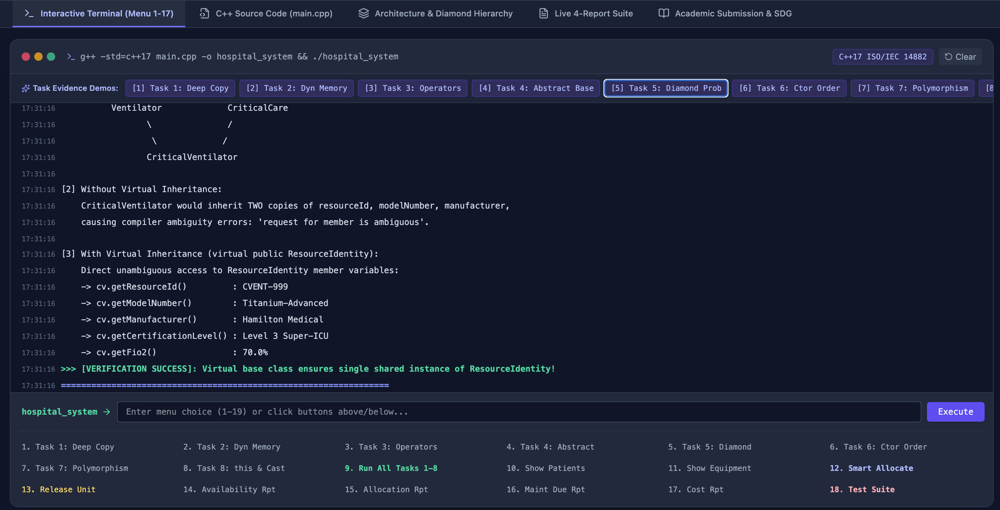 Interactive Terminal (Menu 1-17) C++ Source Code (main.cpp) Architecture & Diamond Hierarchy Live 4-Report Suite Academic Submission & SDG
g++ -std=c++17 main.cpp -o hospital_system && ./hospital_system C++17 ISO/IEC 14882 Clear
Task Evidence Demos: [1] Task 1: Deep Copy [2] Task 2: Dyn Memory [3] Task 3: Operators [4] Task 4: Abstract Base [5] Task 5: Diamond Prob [6] Task 6: Ctor Order [7] Task 7: Polymorphism [8
17:31:16 Ventilator CriticalCare
17:31:16 \ /
17:31:16 \ /
17:31:16 CriticalVentilator
17:31:16
17:31:16 [2] Without Virtual Inheritance:
17:31:16 CriticalVentilator would inherit TWO copies of resourceId, modelNumber, manufacturer,
17:31:16 causing compiler ambiguity errors: 'request for member is ambiguous'.
17:31:16
17:31:16 [3] With Virtual Inheritance (virtual public ResourceIdentity):
17:31:16 Direct unambiguous access to ResourceIdentity member variables:
17:31:16 -> cv.getResourceId() : CVENT-999
17:31:16 -> cv.getModelNumber() : Titanium-Advanced
17:31:16 -> cv.getManufacturer() : Hamilton Medical
17:31:16 -> cv.getCertificationLevel() : Level 3 Super-ICU
17:31:16 -> cv.getFio2() : 70.0%
17:31:16 >>> [VERIFICATION SUCCESS]: Virtual base class ensures single shared instance of ResourceIdentity!
17:31:16 =================================================================
hospital_system → Enter menu choice (1-19) or click buttons above/below... Execute
1. Task 1: Deep Copy 2. Task 2: Dyn Memory 3. Task 3: Operators 4. Task 4: Abstract 5. Task 5: Diamond 6. Task 6: Ctor Order
7. Task 7: Polymorphism 8. Task 8: this & Cast 9. Run All Tasks 1-8 10. Show Patients 11. Show Equipment 12. Smart Allocate
13. Release Unit 14. Availability Rpt 15. Allocation Rpt 16. Maint Due Rpt 17. Cost Rpt 18. Test Suite